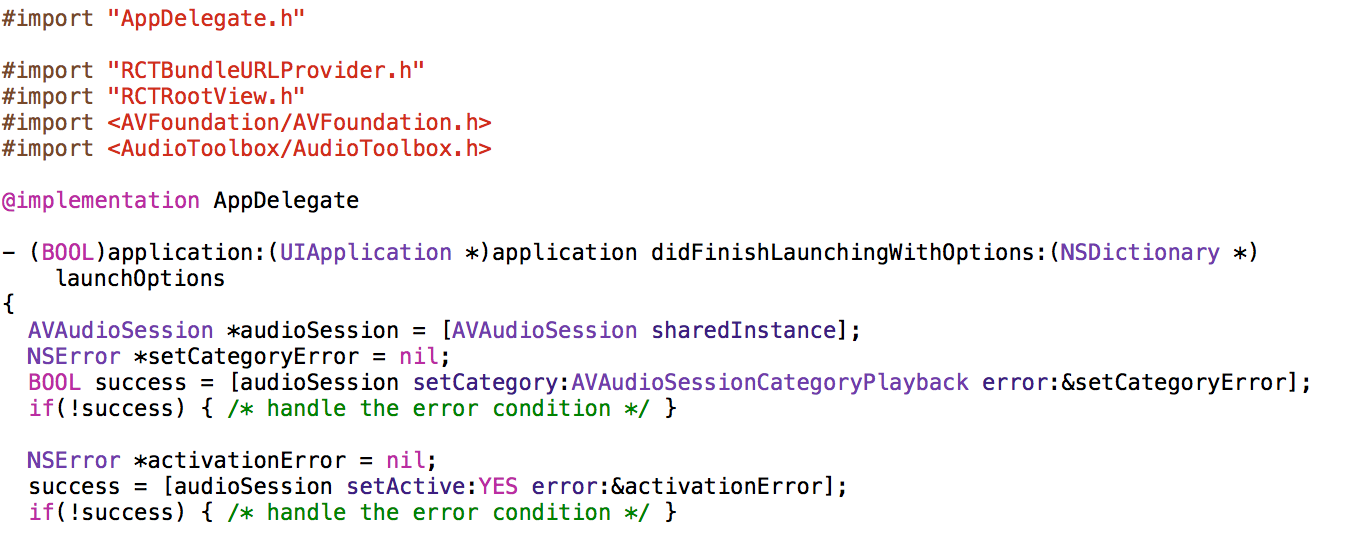 #import "AppDelegate.h"
#import "RCTBundleURLProvider.h"
#import "RCTRootView.h"
#import <AVFoundation/AVFoundation.h>
#import <AudioToolbox/AudioToolbox.h>
@implementation AppDelegate
- (BOOL)application:(UIApplication *)application didFinishLaunchingWithOptions:(NSDictionary *)
launchOptions
{
AVAudioSession *audioSession = [AVAudioSession sharedInstance];
NSError *setCategoryError = nil;
BOOL success = [audioSession setCategory:AVAudioSessionCategoryPlayback error:&setCategoryError];
if(!success) { /* handle the error condition */ }
NSError *activationError = nil;
success = [audioSession setActive:YES error:&activationError];
if(!success) { /* handle the error condition */ }